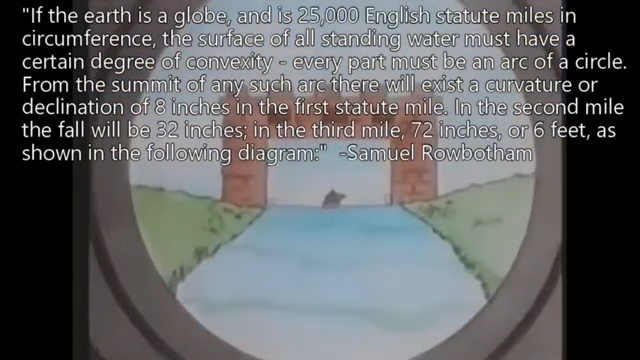 "If the earth is a globe, and is 25,000 English statute miles in
circumference, the surface of all standing water must have a
certain degree of convexity - every part must be an arc of a circle.
From the summit of any such arc there will exist a curvature or
declination of 8 inches in the first statute mile. In the second mile
the fall will be 32 inches; in the third mile, 72 inches, or 6 feet, as
shown in the following diagram:" -Samuel Rowbotham